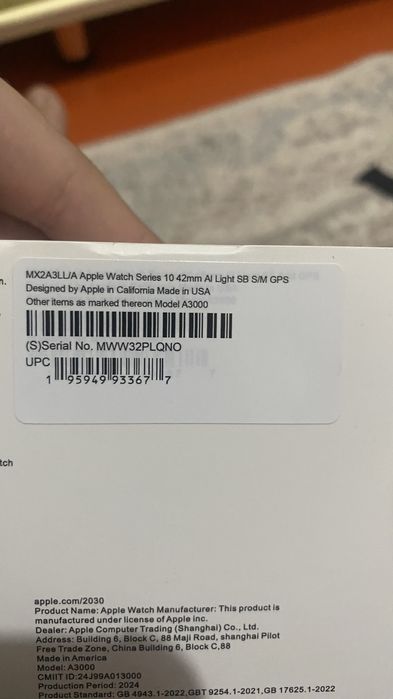 n.
MX2A3LL/A Apple Watch Series 10 42mm Al Light SB S/M GPS
Designed by Apple in California Made in USA
Other items as marked thereon Model A3000
(S)Serial No. MWW32PLQNO
UPC
1 95949 93367 7
tch
apple.com/2030
Product Name: Apple Watch Manufacturer: This product is
manufactured under license of Apple inc.
Dealer: Apple Computer Trading (Shanghai) Co., Ltd.
Address: Building 6, Block C, 88 Maji Road, shanghai Pilot
Free Trade Zone, China Building 6, Block C,88
Made in America
Model: A3000
CMIIT ID:24J99A013000
Production Period: 2024
Product Standard: GB 4943.1-2022,GBT 9254.1-2021,GB 17625.1-2022